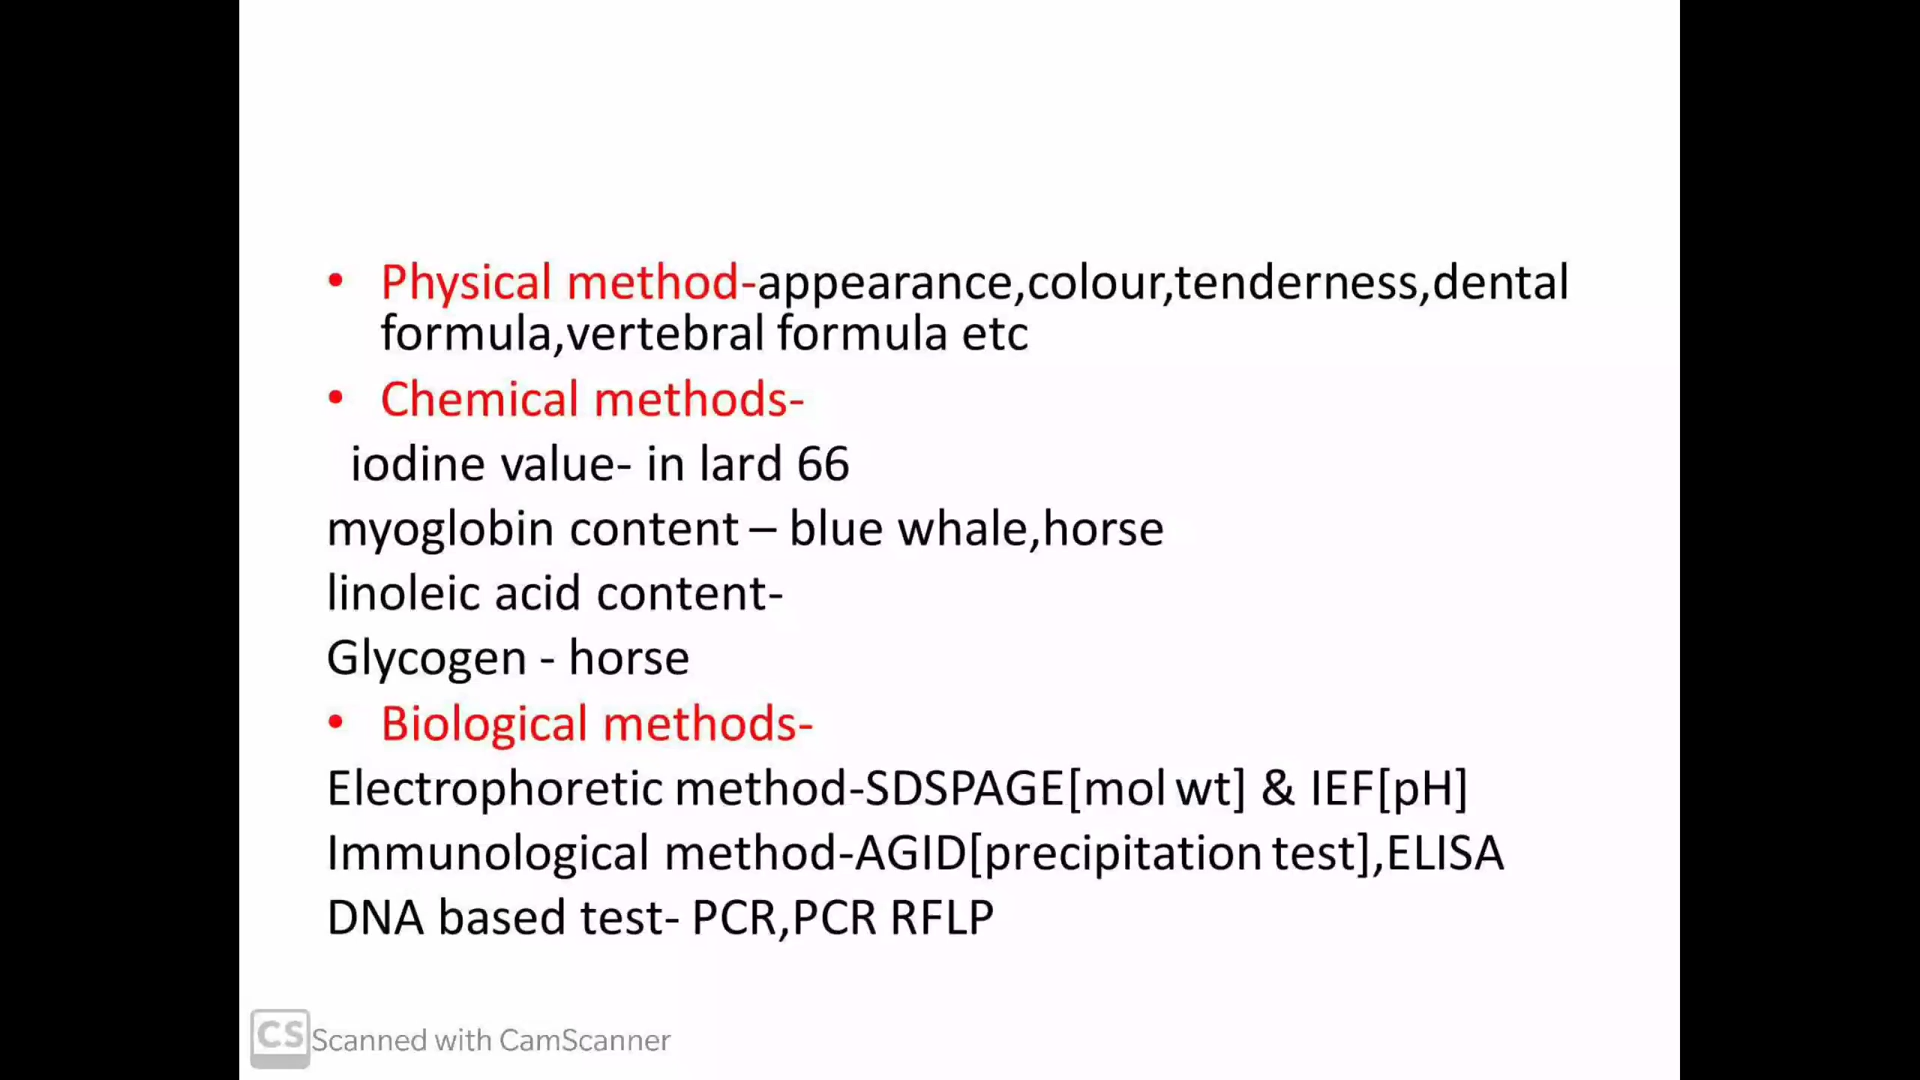 • Physical method-appearance,colour,tenderness,dental
formula,vertebral formula etc
• Chemical methods-
iodine value- in lard 66
myoglobin content – blue whale,horse
linoleic acid content-
Glycogen - horse
• Biological methods-
Electrophoretic method-SDSPAGE[mol wt] & IEF[pH]
Immunological method-AGID[precipitation test],ELISA
DNA based test- PCR,PCR RFLP
CS Scanned with CamScanner